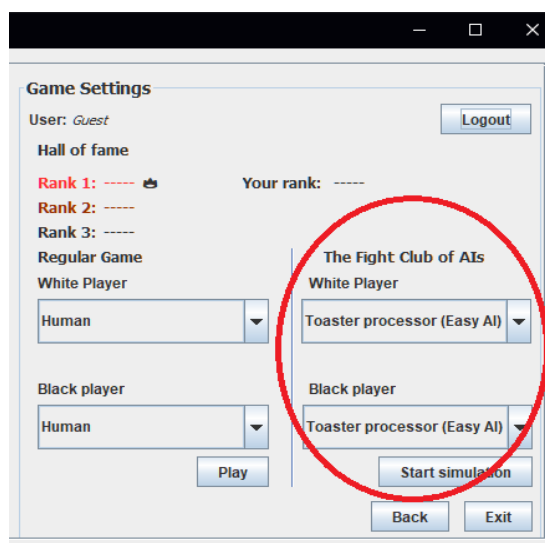 Game Settings
User: Guest
Logout
Hall of fame
Rank 1: ----- Your rank: -----
Rank 2: -----
Rank 3: -----
Regular Game
White Player
Human
Black player
Human
Play
The Fight Club of AIs
White Player
Toaster processor (Easy AI)
Black player
Toaster processor (Easy AI)
Start simulation
Back Exit